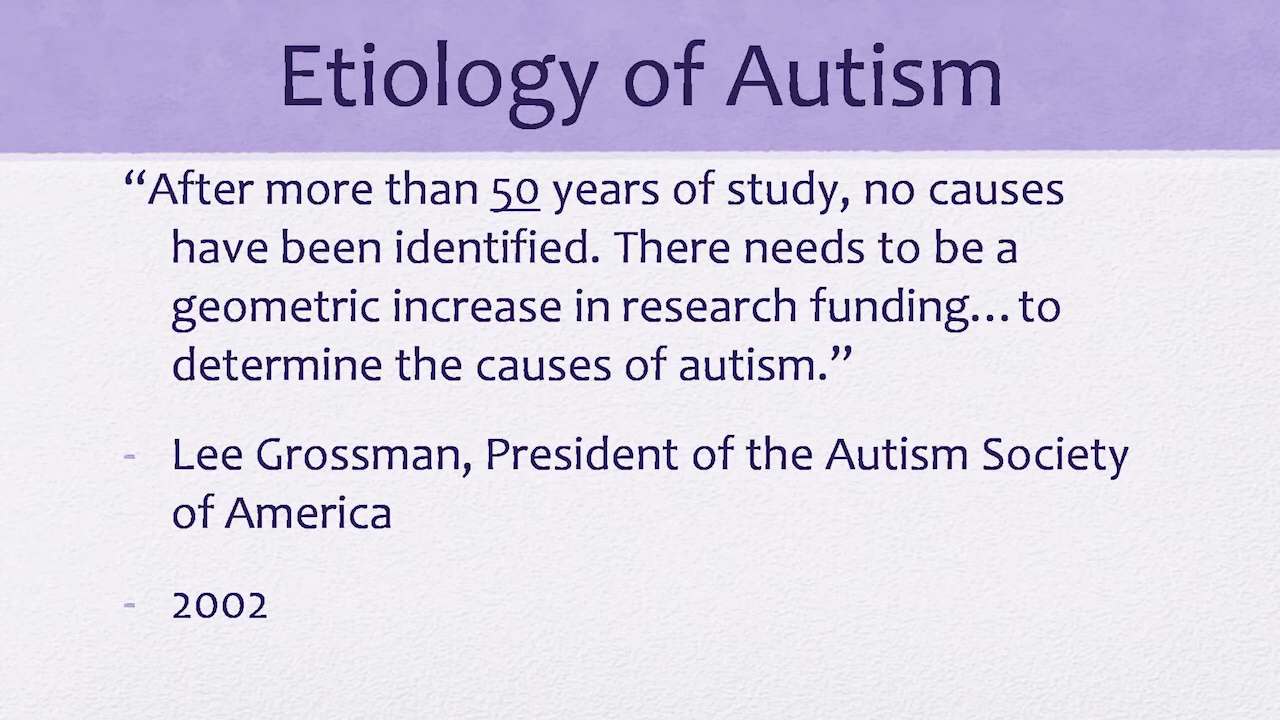 Etiology of Autism
“After more than 50 years of study, no causes
have been identified. There needs to be a
geometric increase in research funding…to
determine the causes of autism.”
- Lee Grossman, President of the Autism Society
of America
- 2002